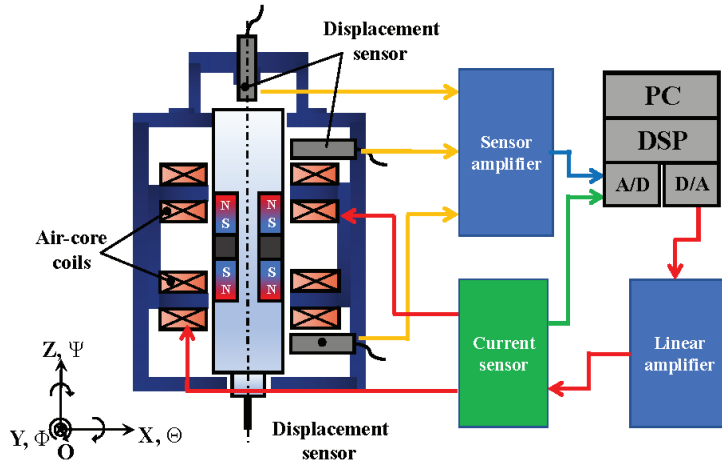 Displacement
sensor
PC
DSP
A/D
D/A
Sensor
amplifier
N
N
S
S
Air-core
coils
S
S
N
N
Current
sensor
Linear
amplifier
Z, Ψ
Y, Φ
O
X, Θ
Displacement
sensor